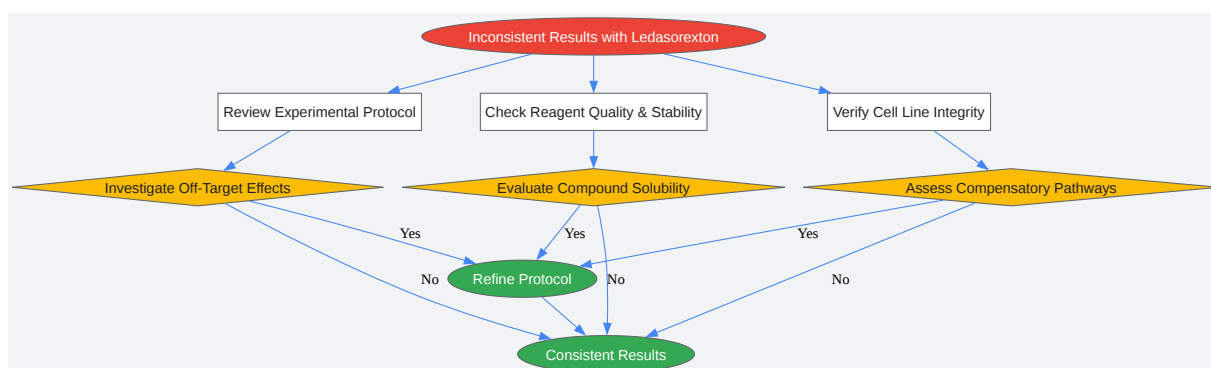 Inconsistent Results with Ledasorexton
Review Experimental Protocol
Check Reagent Quality & Stability
Verify Cell Line Integrity
Investigate Off-Target Effects
Evaluate Compound Solubility
Assess Compensatory Pathways
Yes
Yes
Yes
Refine Protocol
No
No
No
Consistent Results